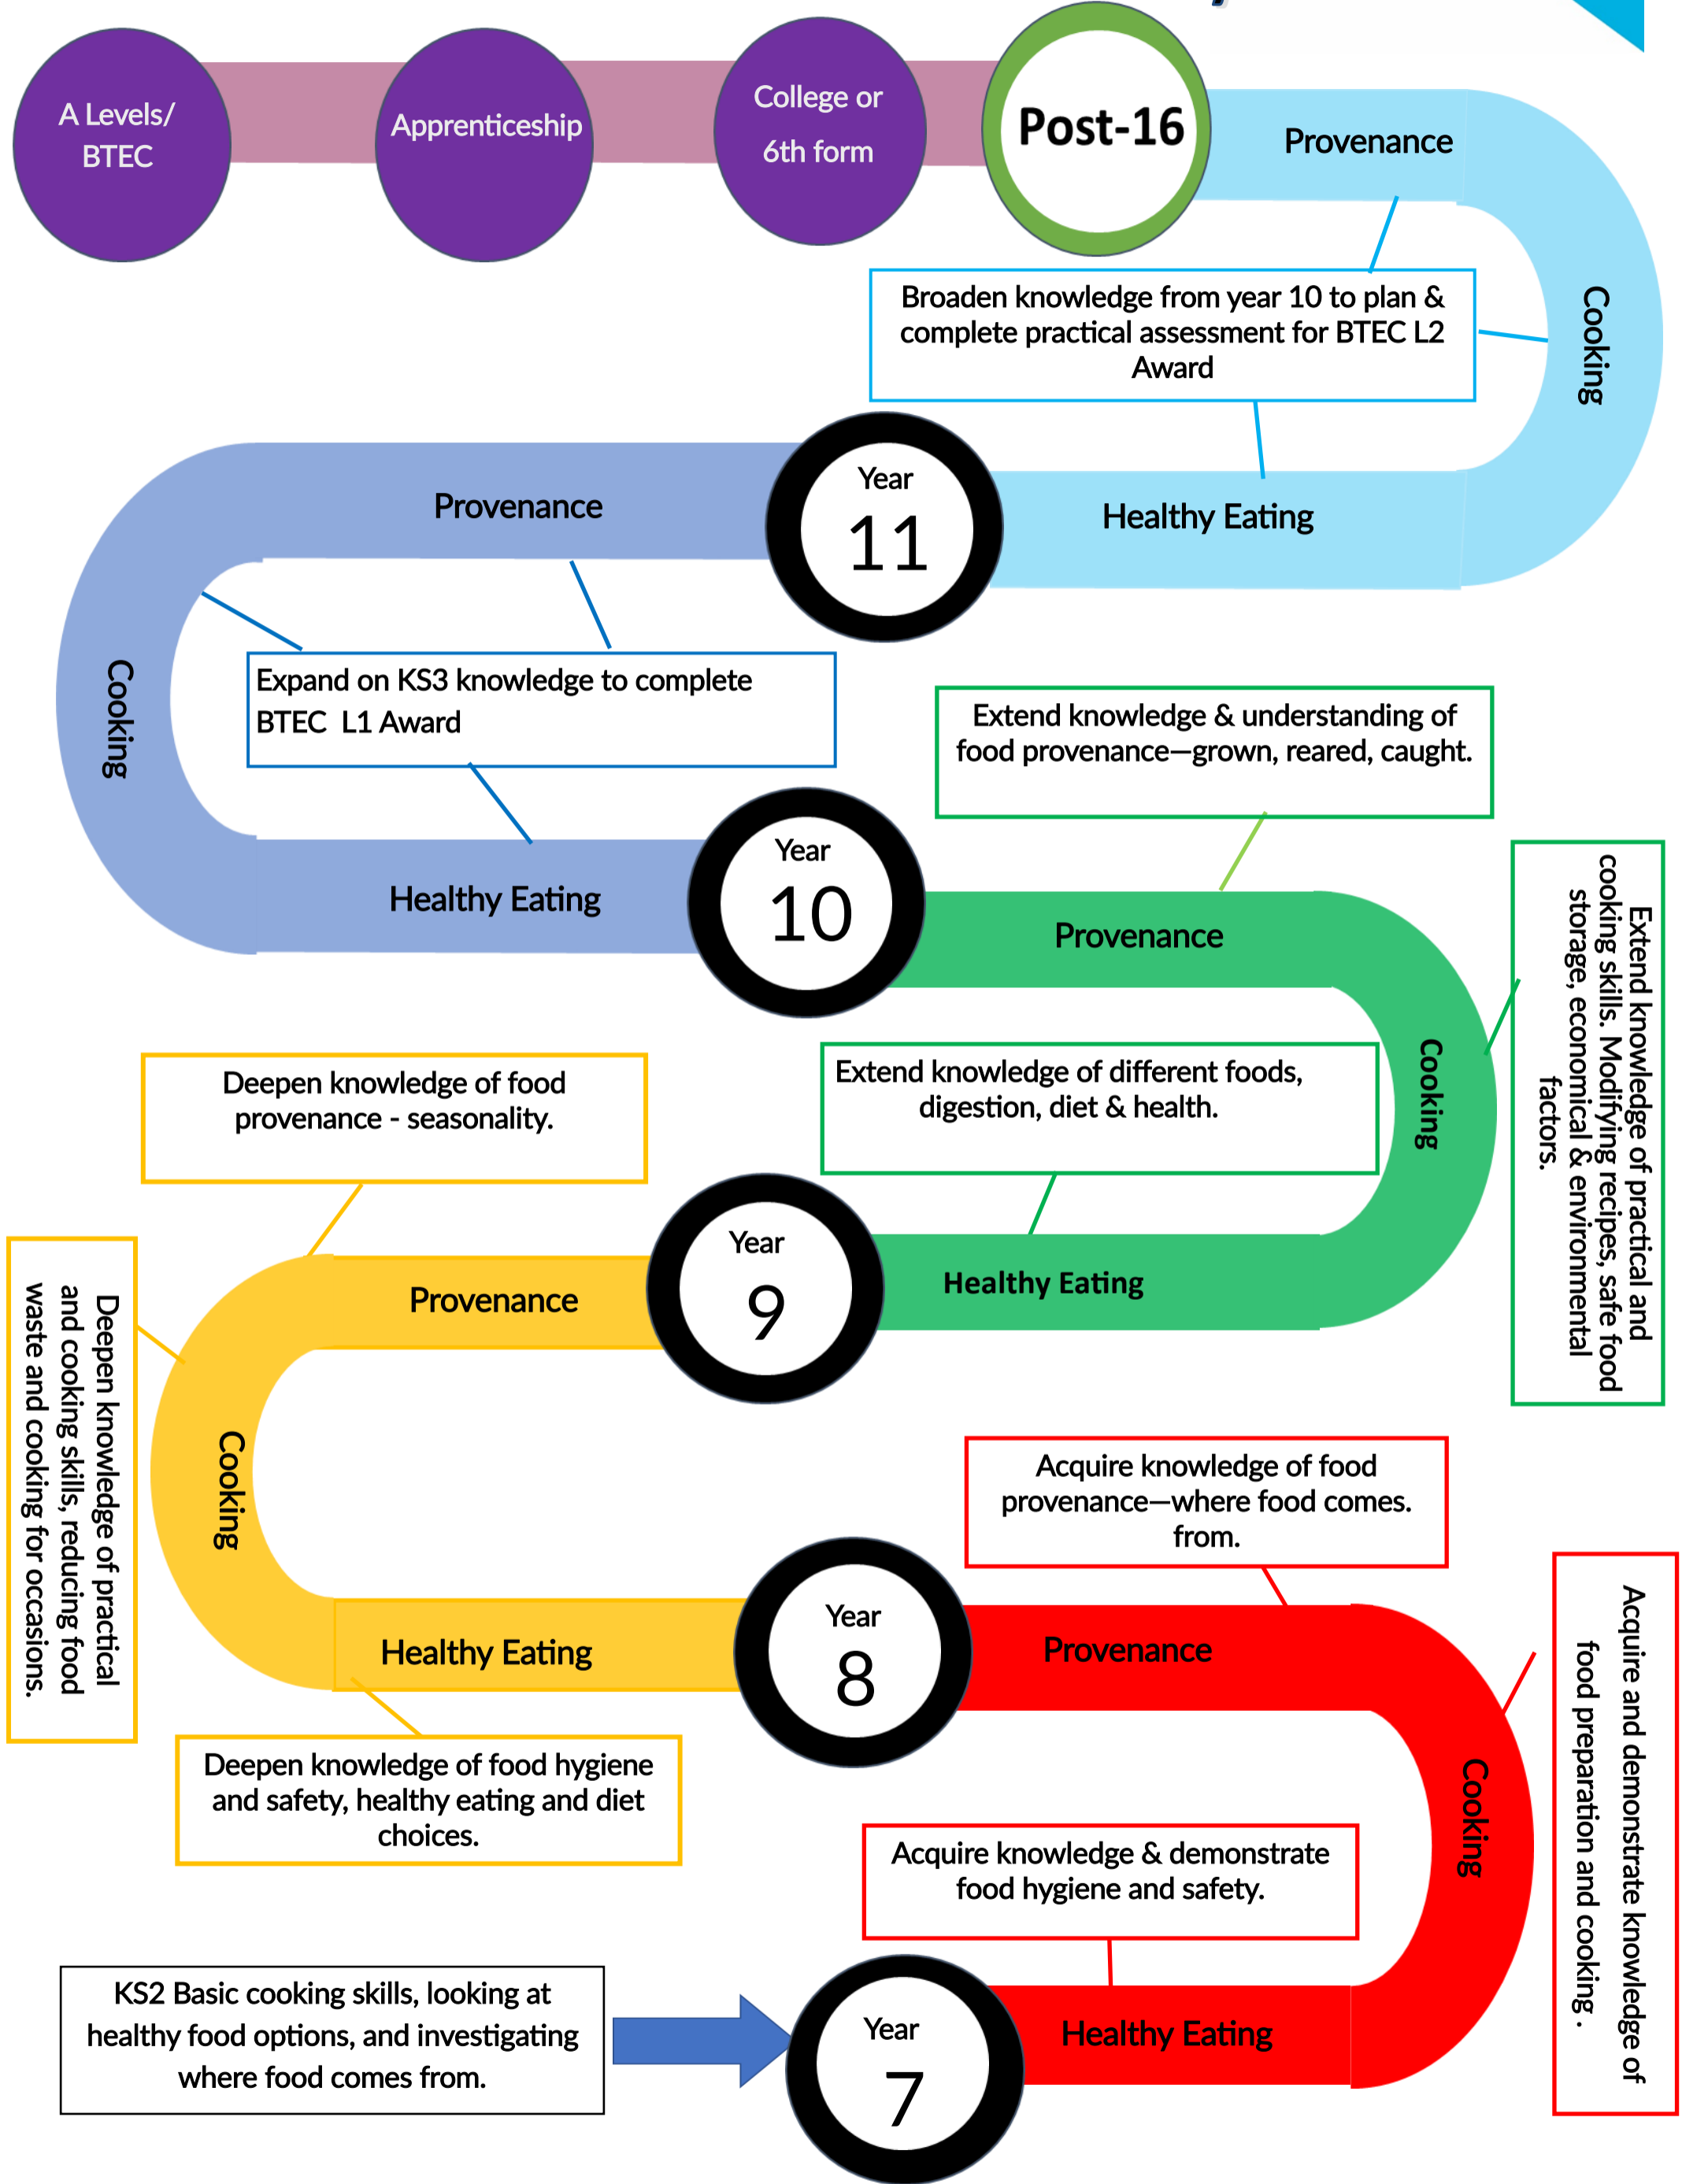 A Levels/
BTEC
Apprenticeship
College or
6th form
Post-16
Provenance
Cooking
Broaden knowledge from year 10 to plan &
complete practical assessment for BTEC L2
Award
Healthy Eating
Year
11
Provenance
Cooking
Expand on KS3 knowledge to complete
BTEC L1 Award
Healthy Eating
Year
10
Extend knowledge & understanding of
food provenance—grown, reared, caught.
Provenance
Cooking
Extend knowledge of practical and
cooking skills. Modifying recipes, safe food
storage, economical & environmental
factors.
Extend knowledge of different foods,
digestion, diet & health.
Healthy Eating
Year
9
Deepen knowledge of food
provenance - seasonality.
Provenance
Cooking
Deepen knowledge of practical
and cooking skills, reducing food
waste and cooking for occasions.
Healthy Eating
Deepen knowledge of food hygiene
and safety, healthy eating and diet
choices.
Year
8
Acquire knowledge of food
provenance—where food comes.
from.
Provenance
Cooking
Acquire and demonstrate knowledge of
food preparation and cooking .
Acquire knowledge & demonstrate
food hygiene and safety.
Healthy Eating
Year
7
KS2 Basic cooking skills, looking at
healthy food options, and investigating
where food comes from.